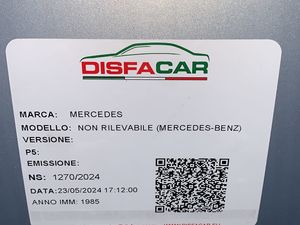 DISFACAR
MARCA: MERCEDES
MODELLO: NON RILEVABILE (MERCEDES-BENZ)
VERSIONE:
P5:
EMISSIONE:
NS: 1270/2024
DATA:23/05/2024 17:12:00
ANNO IMM: 1985